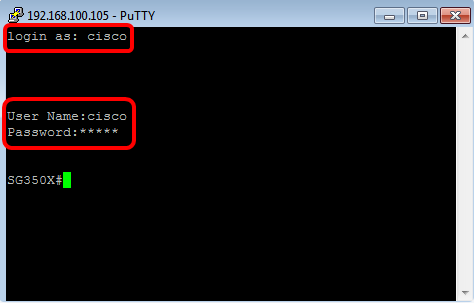 192.168.100.105 - PuTTY
login as: cisco
User Name:cisco
Password:*****
SG350X#